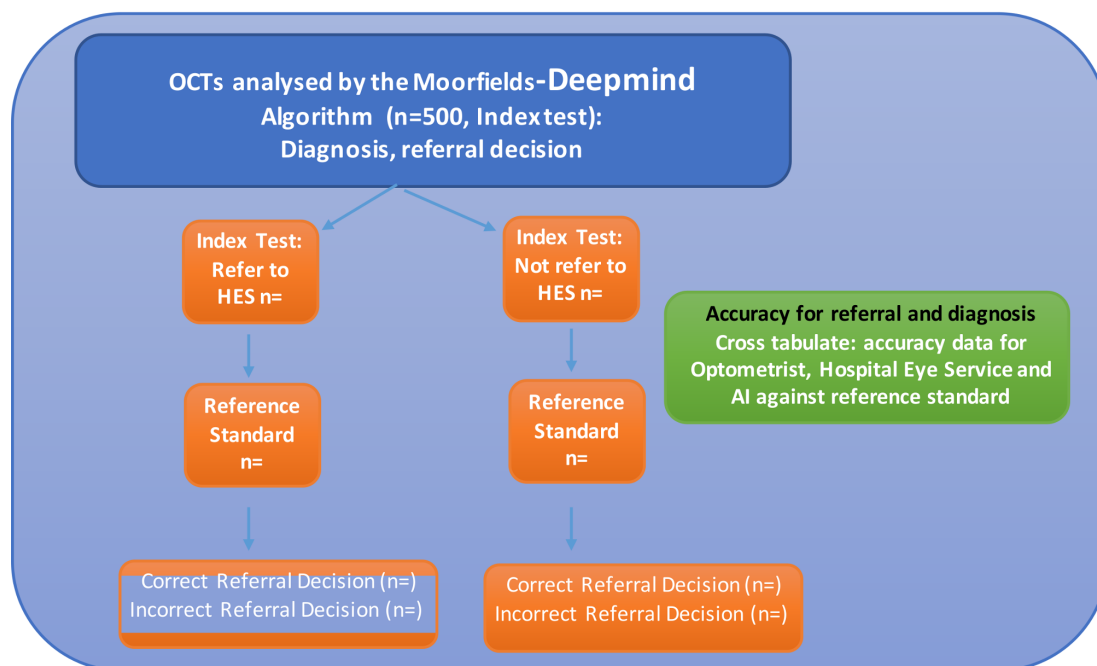 OCTs analysed by the Moorfields-Deepmind
Algorithm (n=500, Index test):
Diagnosis, referral decision
Index Test:
Refer to
HES n=
Index Test:
Not refer to
HES n=
Accuracy for referral and diagnosis
Cross tabulate: accuracy data for
Optometrist, Hospital Eye Service and
AI against reference standard
Reference
Standard
n=
Reference
Standard
n=
Correct Referral Decision (n=)
Incorrect Referral Decision (n=)
Correct Referral Decision (n=)
Incorrect Referral Decision (n=)